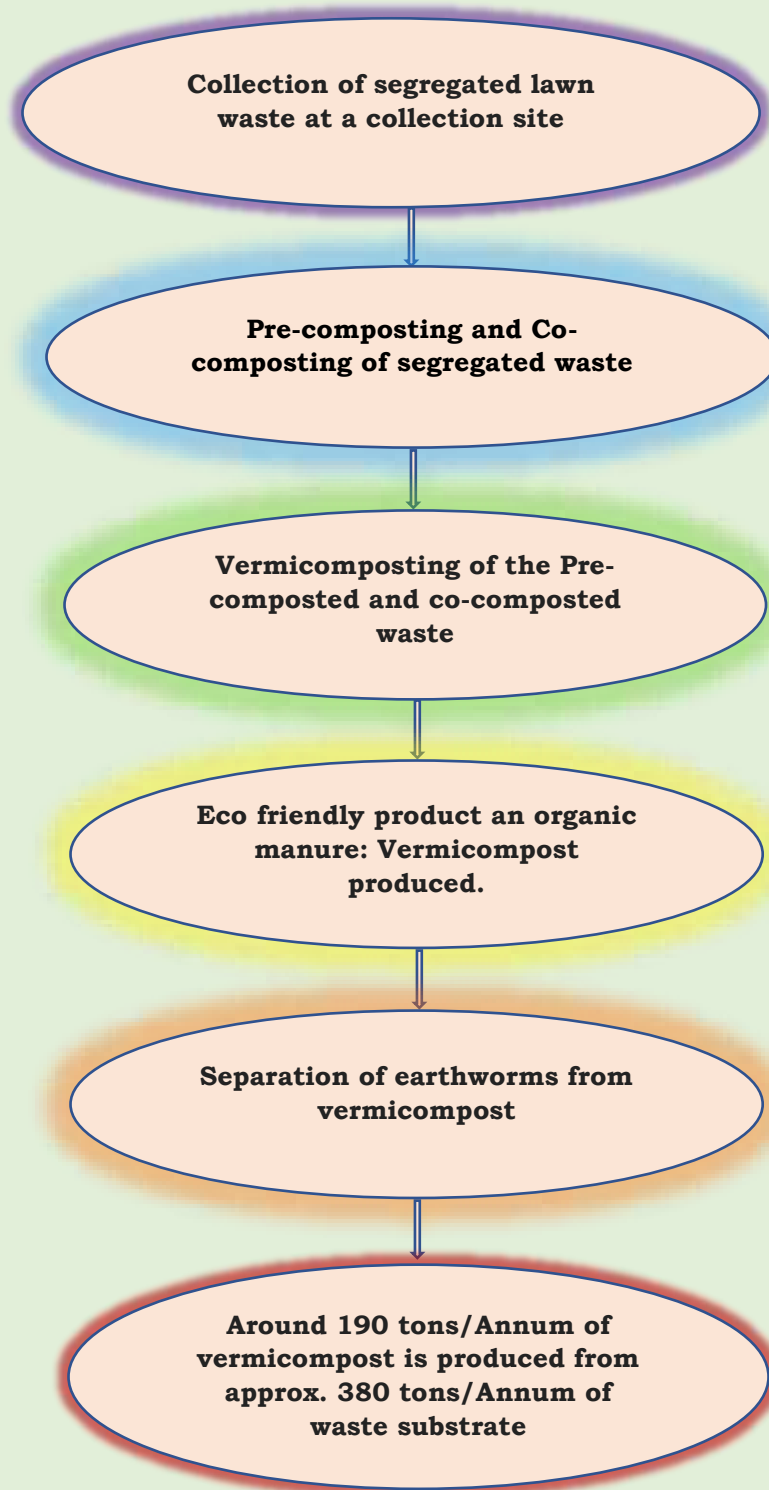 Collection of segregated lawn
waste at a collection site
Pre-composting and Co-
composting of segregated waste
Vermicomposting of the Pre-
composted and co-composted
waste
Eco friendly product an organic
manure: Vermicompost
produced.
Separation of earthworms from
vermicompost
Around 190 tons/Annum of
vermicompost is produced from
approx. 380 tons/Annum of
waste substrate